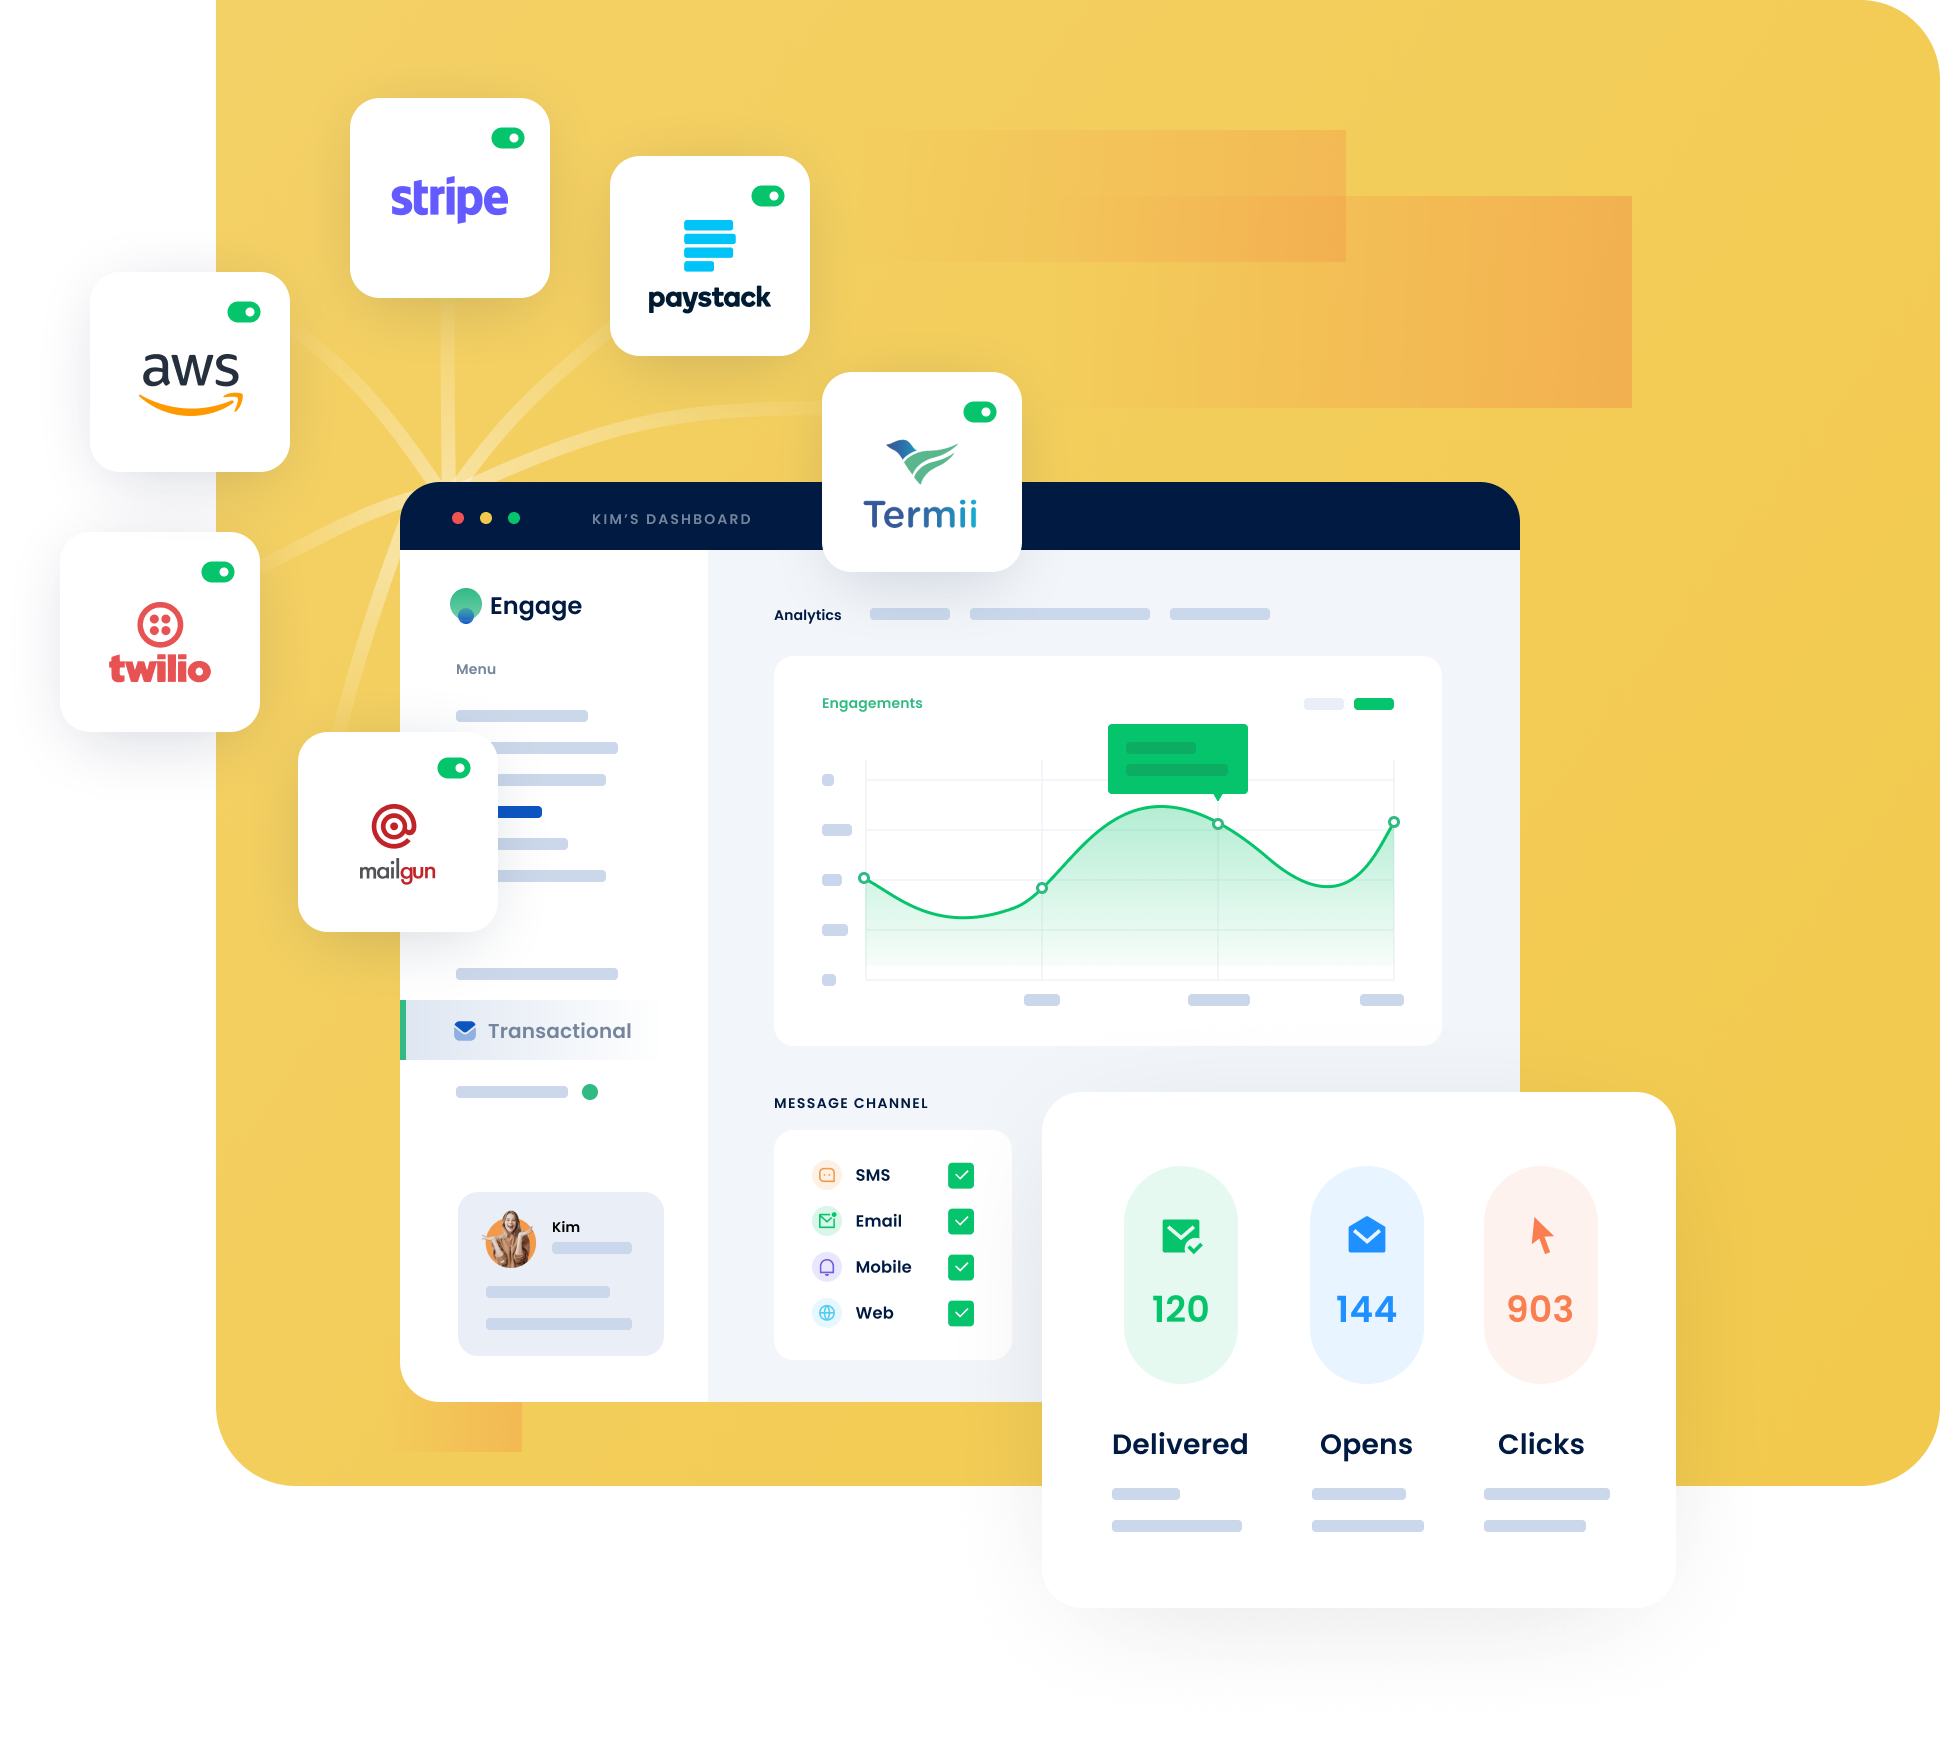 stripe
paystack
aws
Termii
KIM'S DASHBOARD
twilio
Engage
Analytics
Menu
Engagements
mailgun
Transactional
MESSAGE CHANNEL
SMS
Email
Mobile
Web
Kim
120
144
903
Delivered
Opens
Clicks